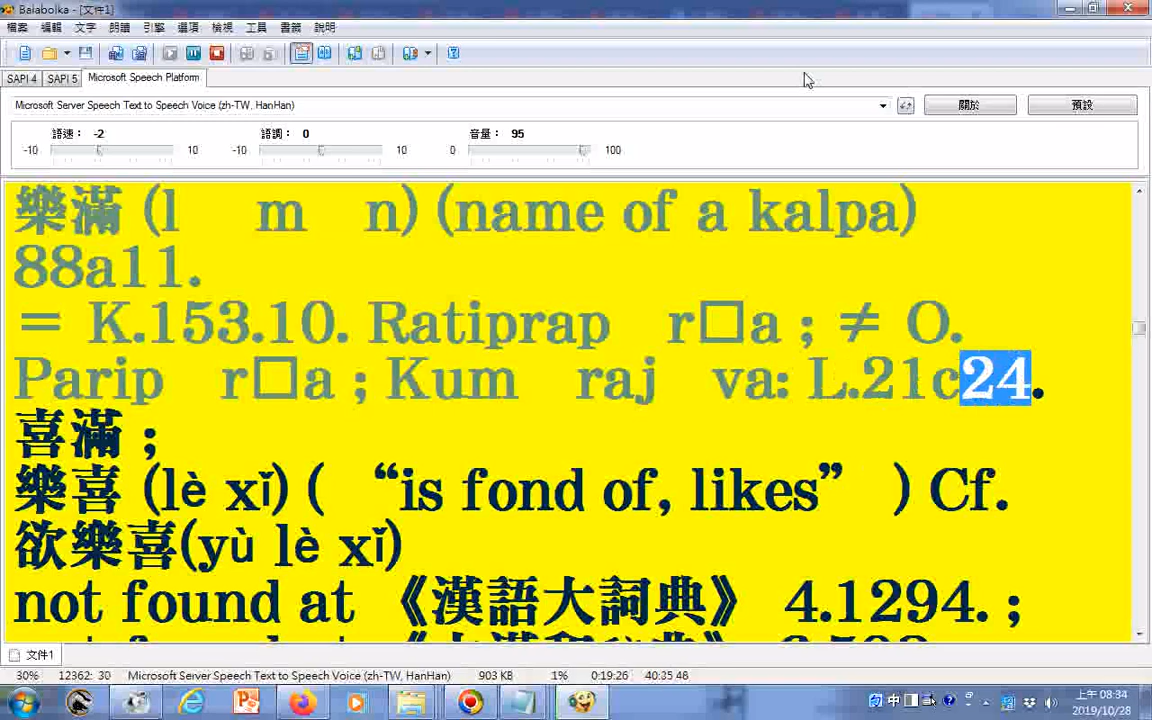 Balabolka - [文件1]
檔案 編輯 文字 朗讀 引擎 選項 檢視 工具 書籤 說明
SAPI 4 SAPI 5 Microsoft Speech Platform
Microsoft Server Speech Text to Speech Voice (zh-TW, HanHan) 關於 預設
語速： -2 語調： 0 音量： 95
-10 10 -10 10 0 100
樂滿 (l m n) (name of a kalpa)
88a11.
= K.153.10. Ratiprap r□a ; ≠ O.
Parip r□a ; Kum raj va: L.21c24.
喜滿 ;
樂喜 (lè xǐ) ( “is fond of, likes” ) Cf.
欲樂喜(yù lè xǐ)
not found at 《漢語大詞典》 4.1294. ;
文件1
30% 12362: 30 Microsoft Server Speech Text to Speech Voice (zh-TW, HanHan) 903 KB 1% 0:19:26 40:35:48
中 上午 08:34
2019/10/28